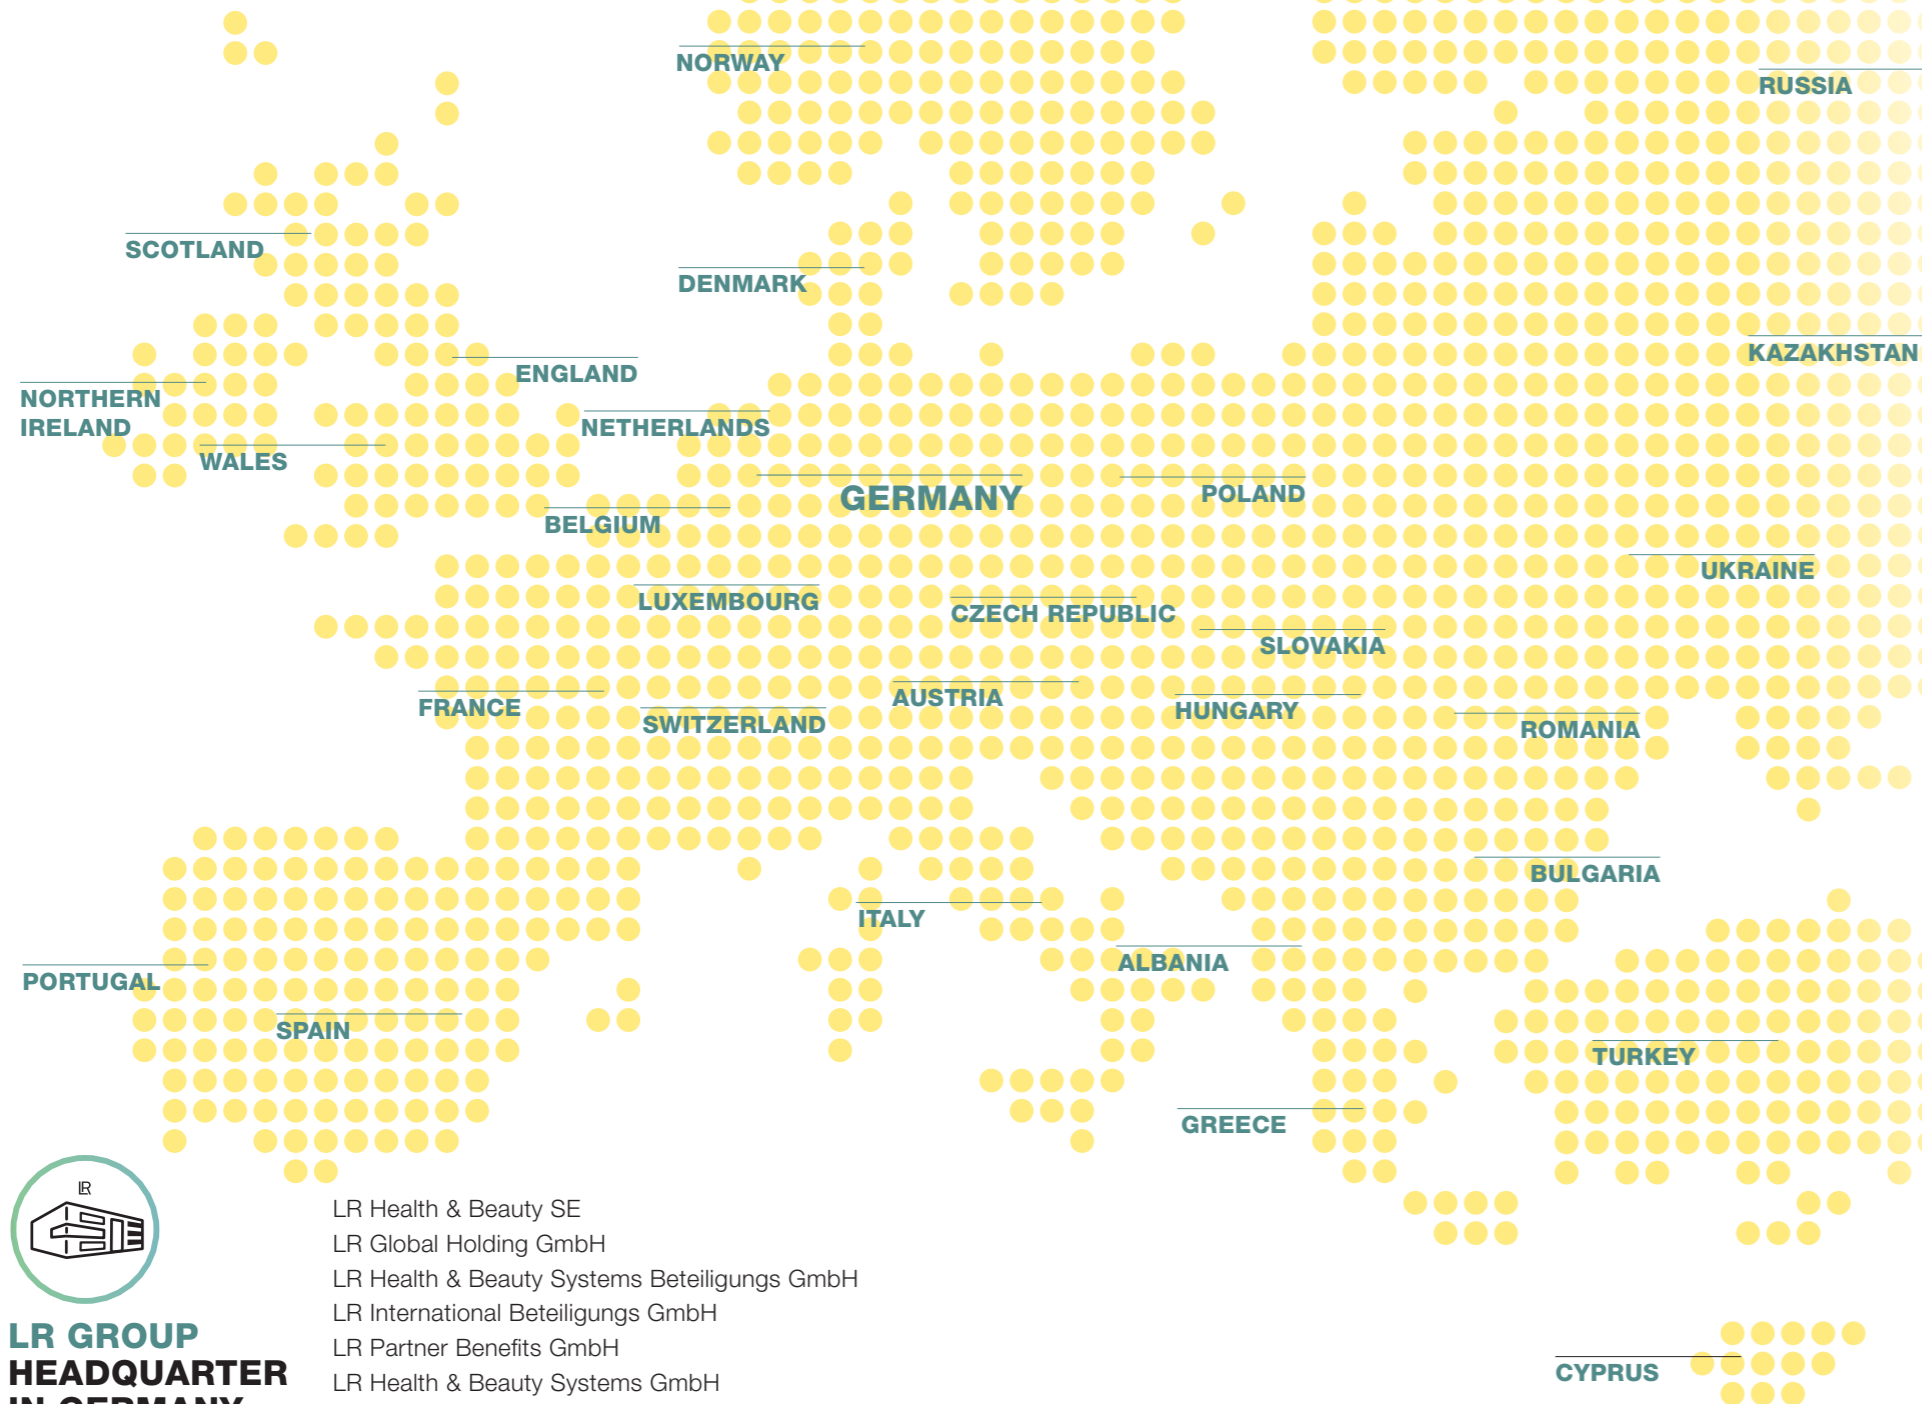 NORWAY
RUSSIA
SCOTLAND
DENMARK
KAZAKHSTAN
ENGLAND
NORTHERN
IRELAND
NETHERLANDS
WALES
GERMANY
POLAND
BELGIUM
UKRAINE
LUXEMBOURG
CZECH REPUBLIC
SLOVAKIA
FRANCE
SWITZERLAND
AUSTRIA
HUNGARY
ROMANIA
BULGARIA
ITALY
ALBANIA
PORTUGAL
SPAIN
TURKEY
GREECE
CYPRUS
LR
LR GROUP
HEADQUARTER
IN GERMANY
LR Health & Beauty SE
LR Global Holding GmbH
LR Health & Beauty Systems Beteiligungs GmbH
LR International Beteiligungs GmbH
LR Partner Benefits GmbH
LR Health & Beauty Systems GmbH